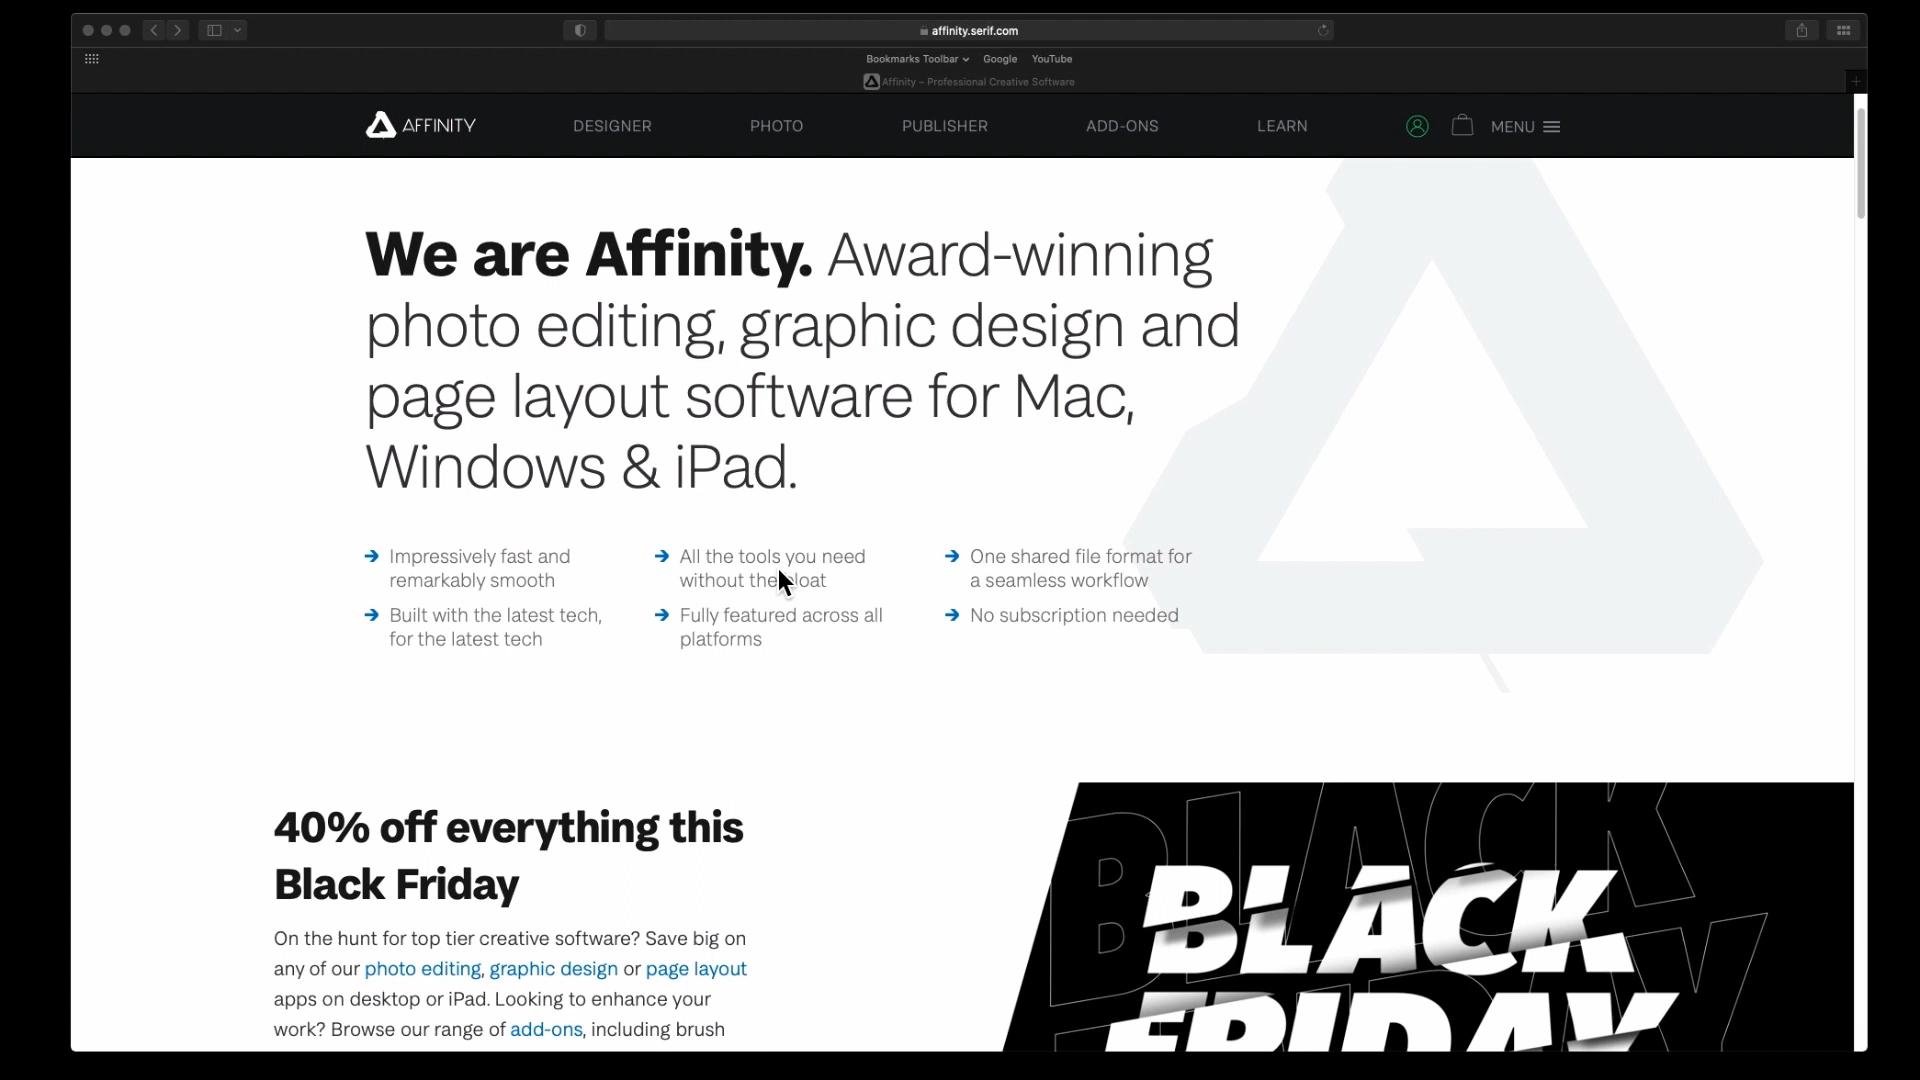 affinity.serif.com
Bookmarks Toolbar Google YouTube
Affinity – Professional Creative Software
AFFINITY DESIGNER PHOTO PUBLISHER ADD-ONS LEARN MENU
We are Affinity. Award-winning
photo editing, graphic design and
page layout software for Mac,
Windows & iPad.
Impressively fast and
remarkably smooth
Built with the latest tech,
for the latest tech
All the tools you need
without the
Fully featured across all
platforms
One shared file format for
a seamless workflow
No subscription needed
40% off everything this
Black Friday
On the hunt for top tier creative software? Save big on
any of our photo editing, graphic design or page layout
apps on desktop or iPad. Looking to enhance your
work? Browse our range of add-ons, including brush
BLACK
BLACK
FRIDAY